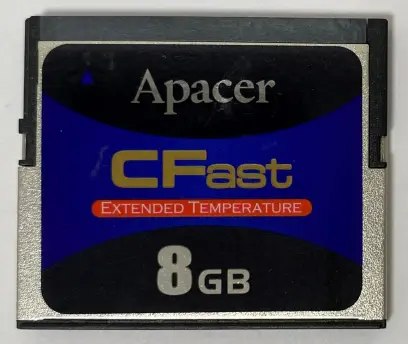 Apacer
CFast
EXTENDED TEMPERATURE
8GB